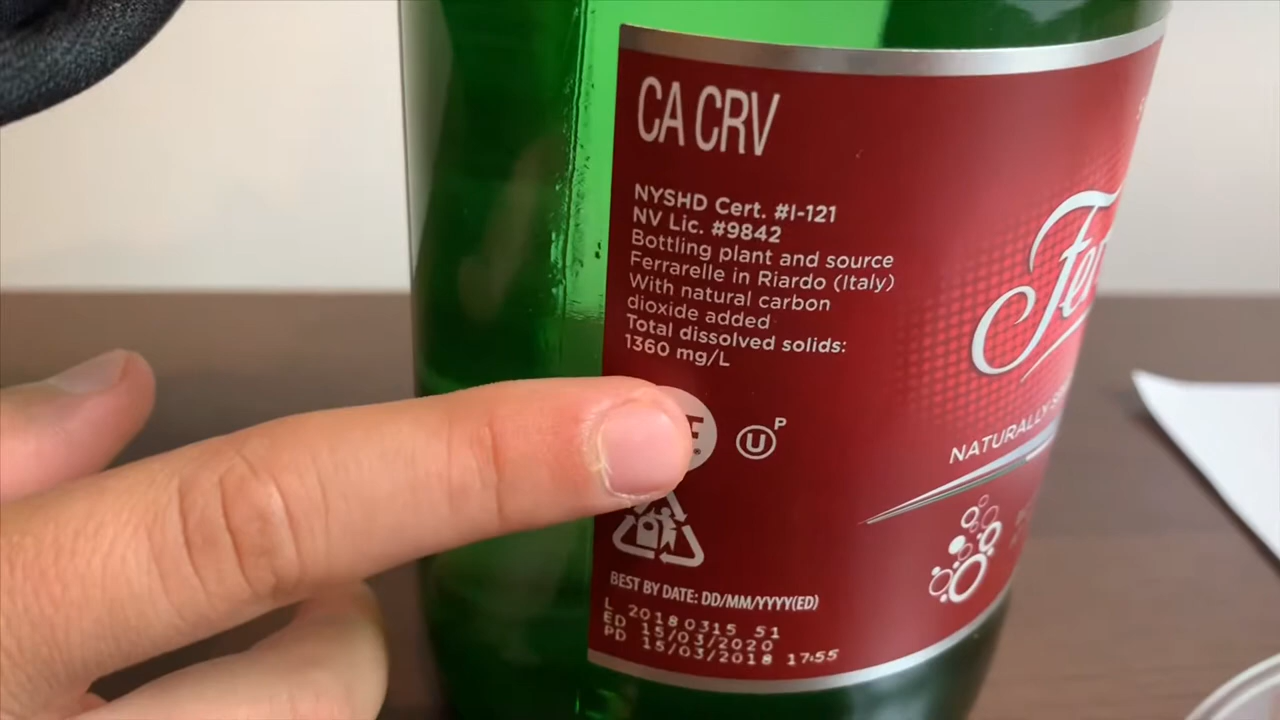 CA CRV
NYSHD Cert. #I-121
NV Lic. #9842
Bottling plant and source
Ferrarelle in Riardo (Italy)
With natural carbon
dioxide added
Total dissolved solids:
1360 mg/L
U P
NATURALLY
BEST BY DATE: DD/MM/YYYY(ED)
L 20180315 51
ED 15/03/2020
PD 15/03/2018 17:55